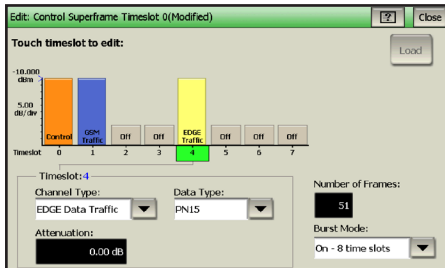 Edit: Control Superframe Timeslot 0(Modified) ? Close
Touch timeslot to edit:
Load
-10.000
dBm
5.00
dB/div
Control GSM Traffic Off Off EDGE Traffic Off Off Off
Timeslot 0 1 2 3 4 5 6 7
Timeslot:4
Channel Type: Data Type:
EDGE Data Traffic PN15
Attenuation:
0.00 dB
Number of Frames:
51
Burst Mode:
On - 8 time slots